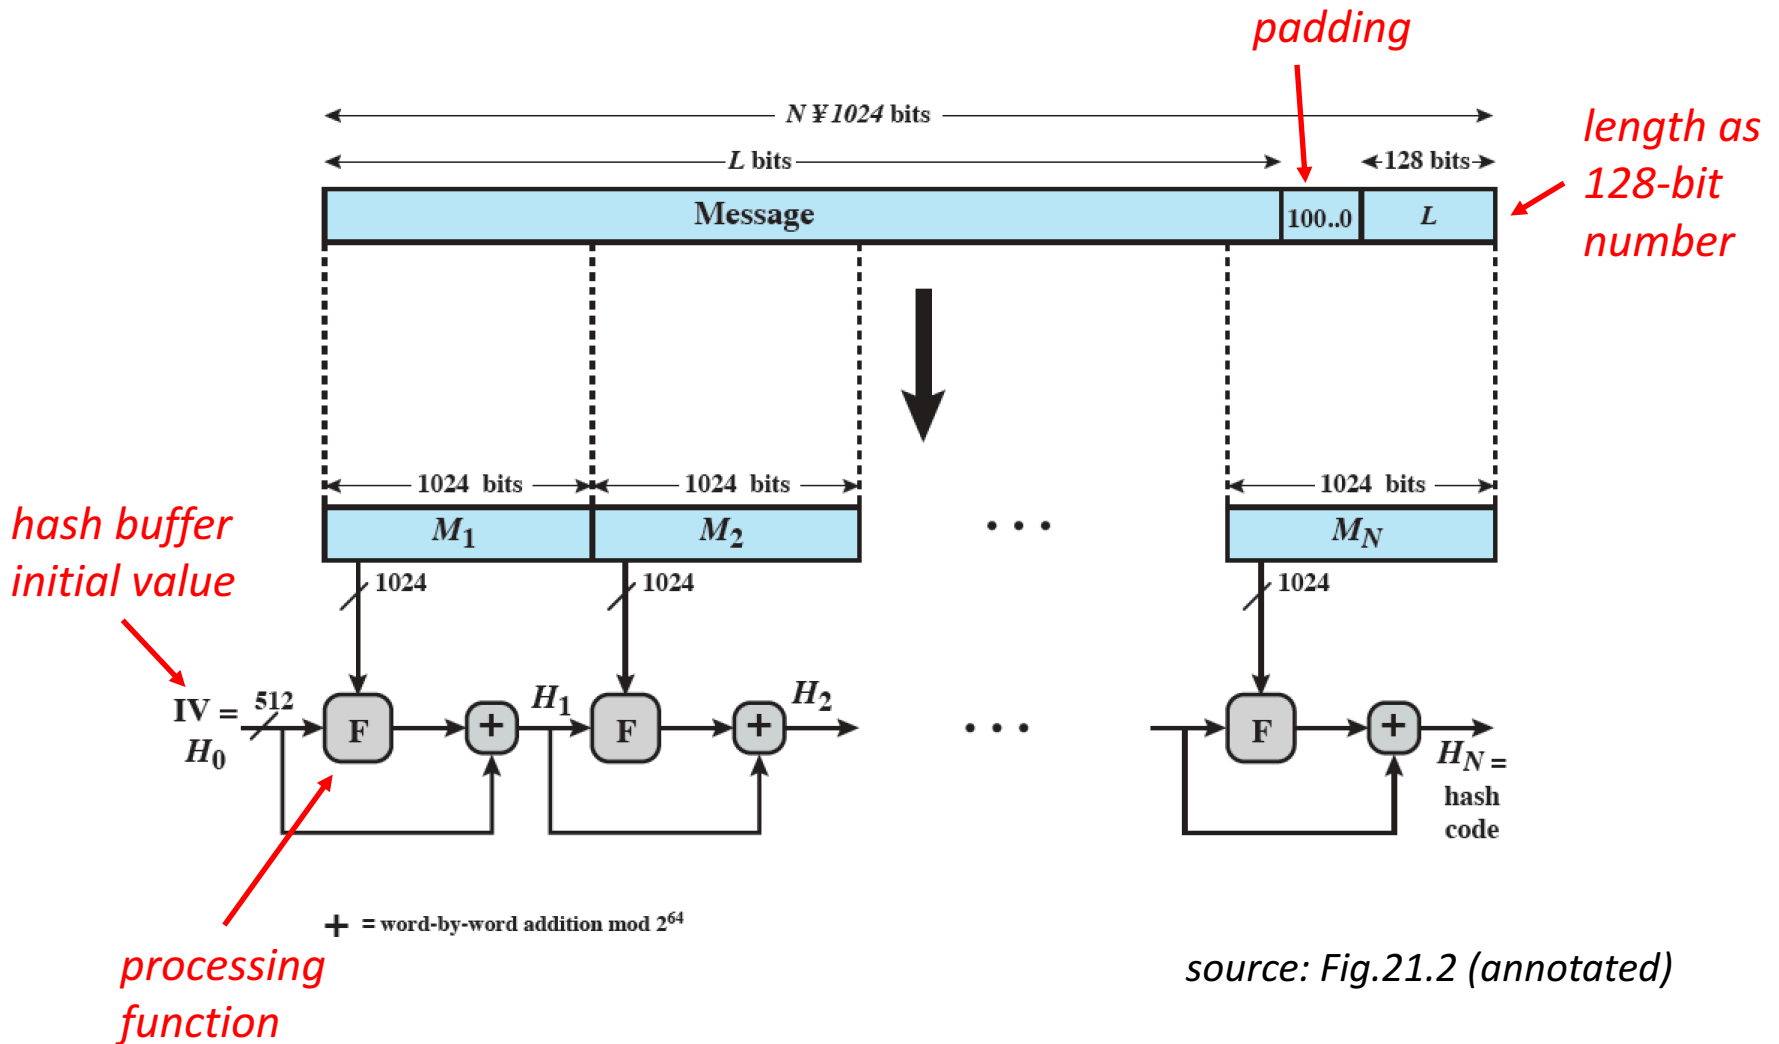 padding
N ¥ 1024 bits
L bits
128 bits
length as
128-bit
number
Message
100..0
L
1024 bits
1024 bits
1024 bits
hash buffer
initial value
M1
M2
. . .
MN
1024
1024
1024
IV =
H0
512
F
+
H1
F
+
H2
. . .
F
+
HN =
hash
code
+ = word-by-word addition mod 2^64
processing
function
source: Fig.21.2 (annotated)